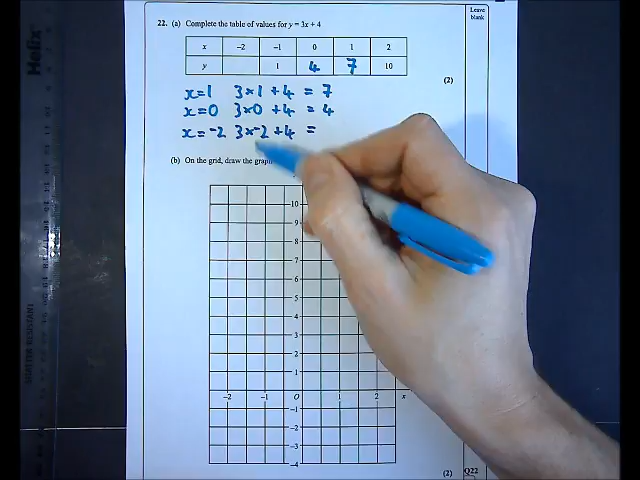 Leave
blank
22. (a) Complete the table of values for y = 3x + 4
x −2 −1 0 1 2
y 1 4 7 10
(2)
x=1 3×1 +4 = 7
x=0 3×0 +4 = 4
x=-2 3×-2 +4 =
(b) On the grid, draw the graph
10
9
8
7
6
5
4
3
2
1
−2 −1 O 1 2 x
−1
−2
−3
−4
(2)
Q22
Helix
SHATTER RESISTANT